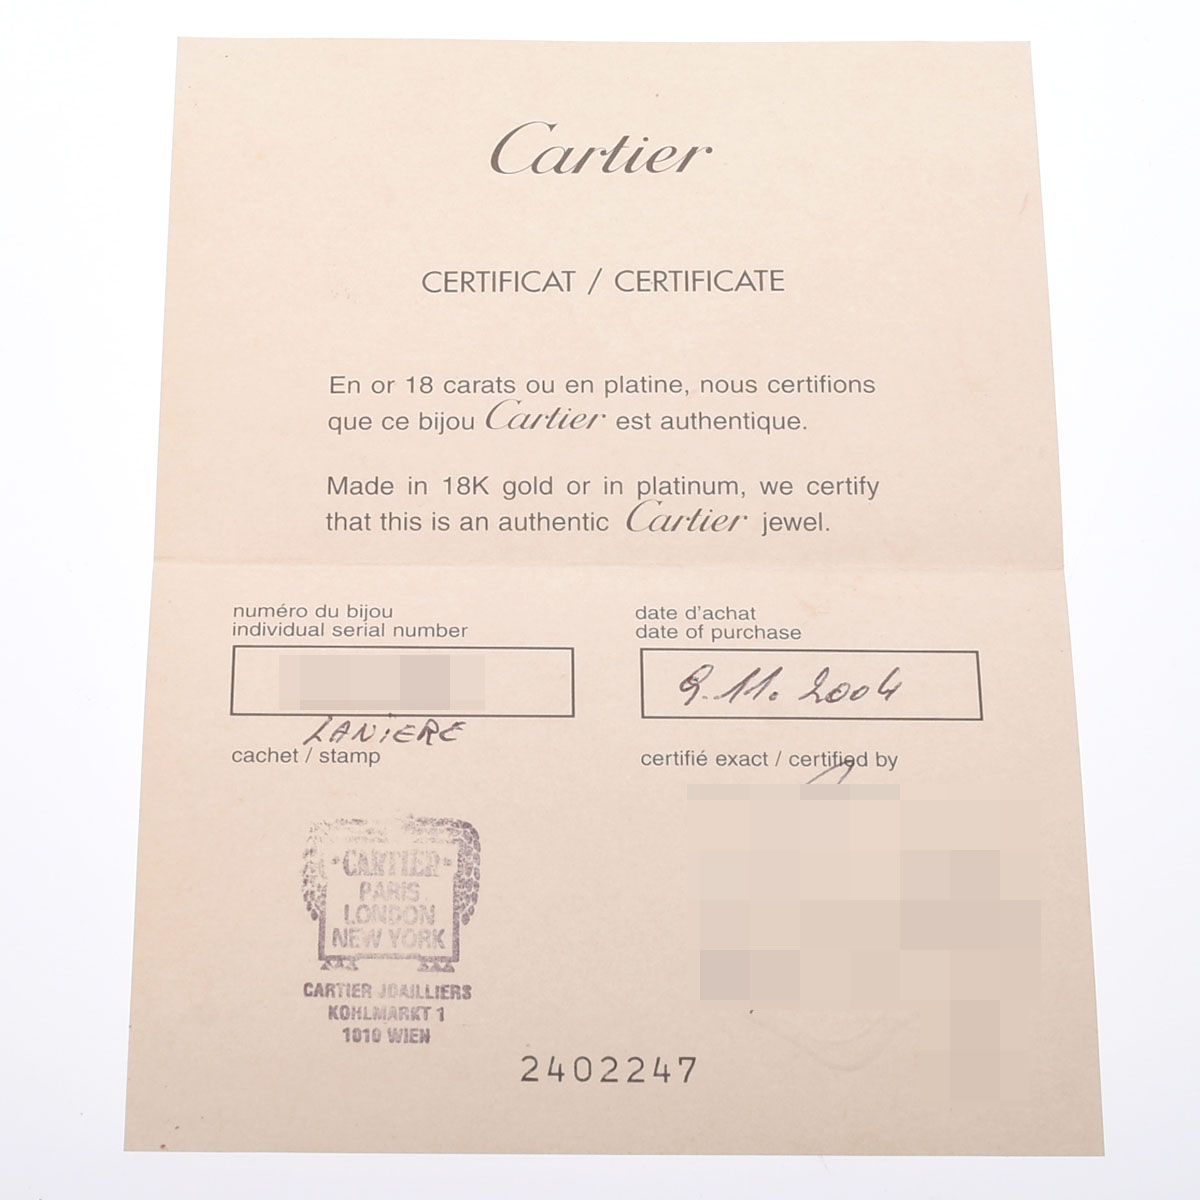 Cartier
CERTIFICAT / CERTIFICATE
En or 18 carats ou en platine, nous certifions
que ce bijou Cartier est authentique.
Made in 18K gold or in platinum, we certify
that this is an authentic Cartier jewel.
numéro du bijou
individual serial number
date d'achat
date of purchase
9.11.2004
LANIERE
cachet / stamp
certifié exact / certified by
CARTIER
PARIS
LONDON
NEW YORK
CARTIER JOAILLIERS
KOHLMARKT 1
1010 WIEN
2402247